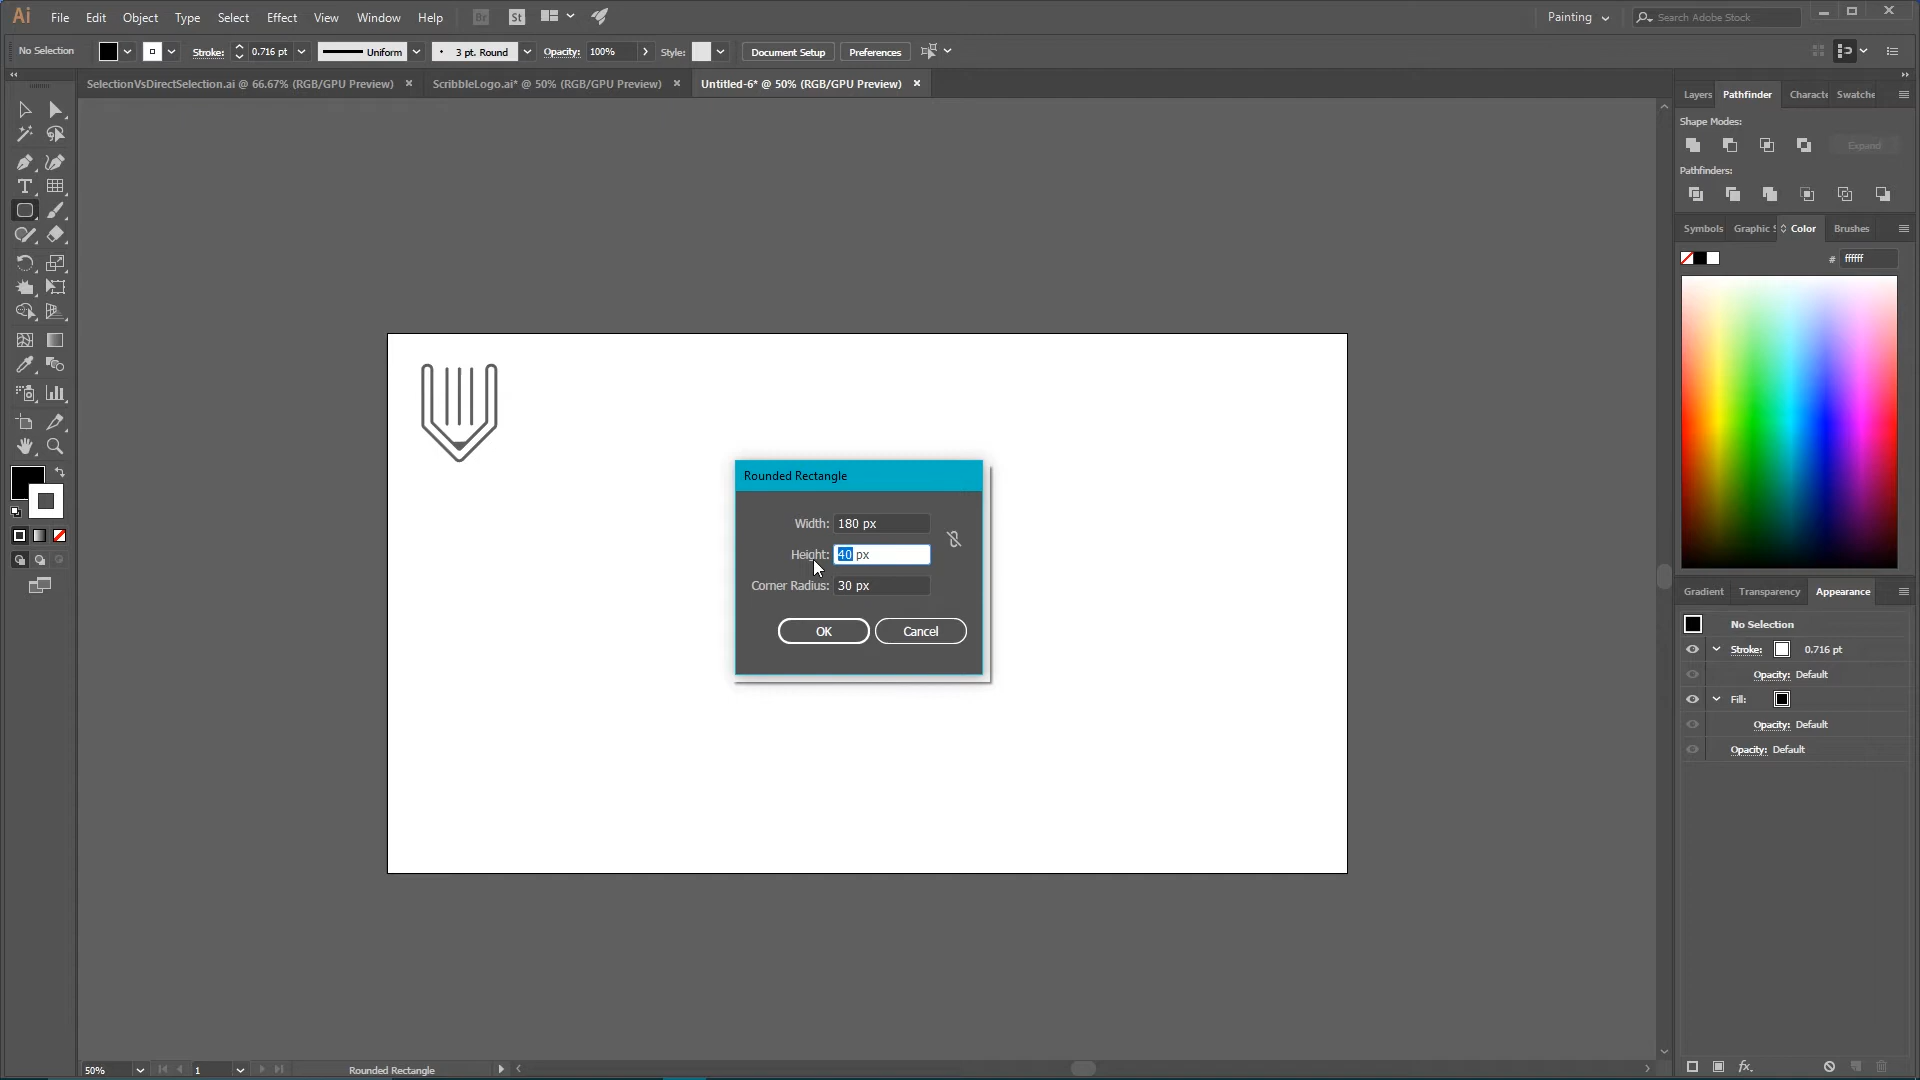 Ai File Edit Object Type Select Effect View Window Help Br St Painting Search Adobe Stock
No Selection Stroke: 0.716 pt Uniform 3 pt. Round Opacity: 100% Style: Document Setup Preferences
SelectionVsDirectSelection.ai @ 66.67% (RGB/GPU Preview) ScribbleLogo.ai* @ 50% (RGB/GPU Preview) Untitled-6* @ 50% (RGB/GPU Preview)
Layers Pathfinder Characte Swatche
Shape Modes:
Expand
Pathfinders:
Symbols Graphic S Color Brushes
# ffffff
Rounded Rectangle
Width: 180 px
Height: 40 px
Corner Radius: 30 px
OK Cancel
Gradient Transparency Appearance
No Selection
Stroke: 0.716 pt
Opacity: Default
Fill:
Opacity: Default
Opacity: Default
50% 1 Rounded Rectangle
fx